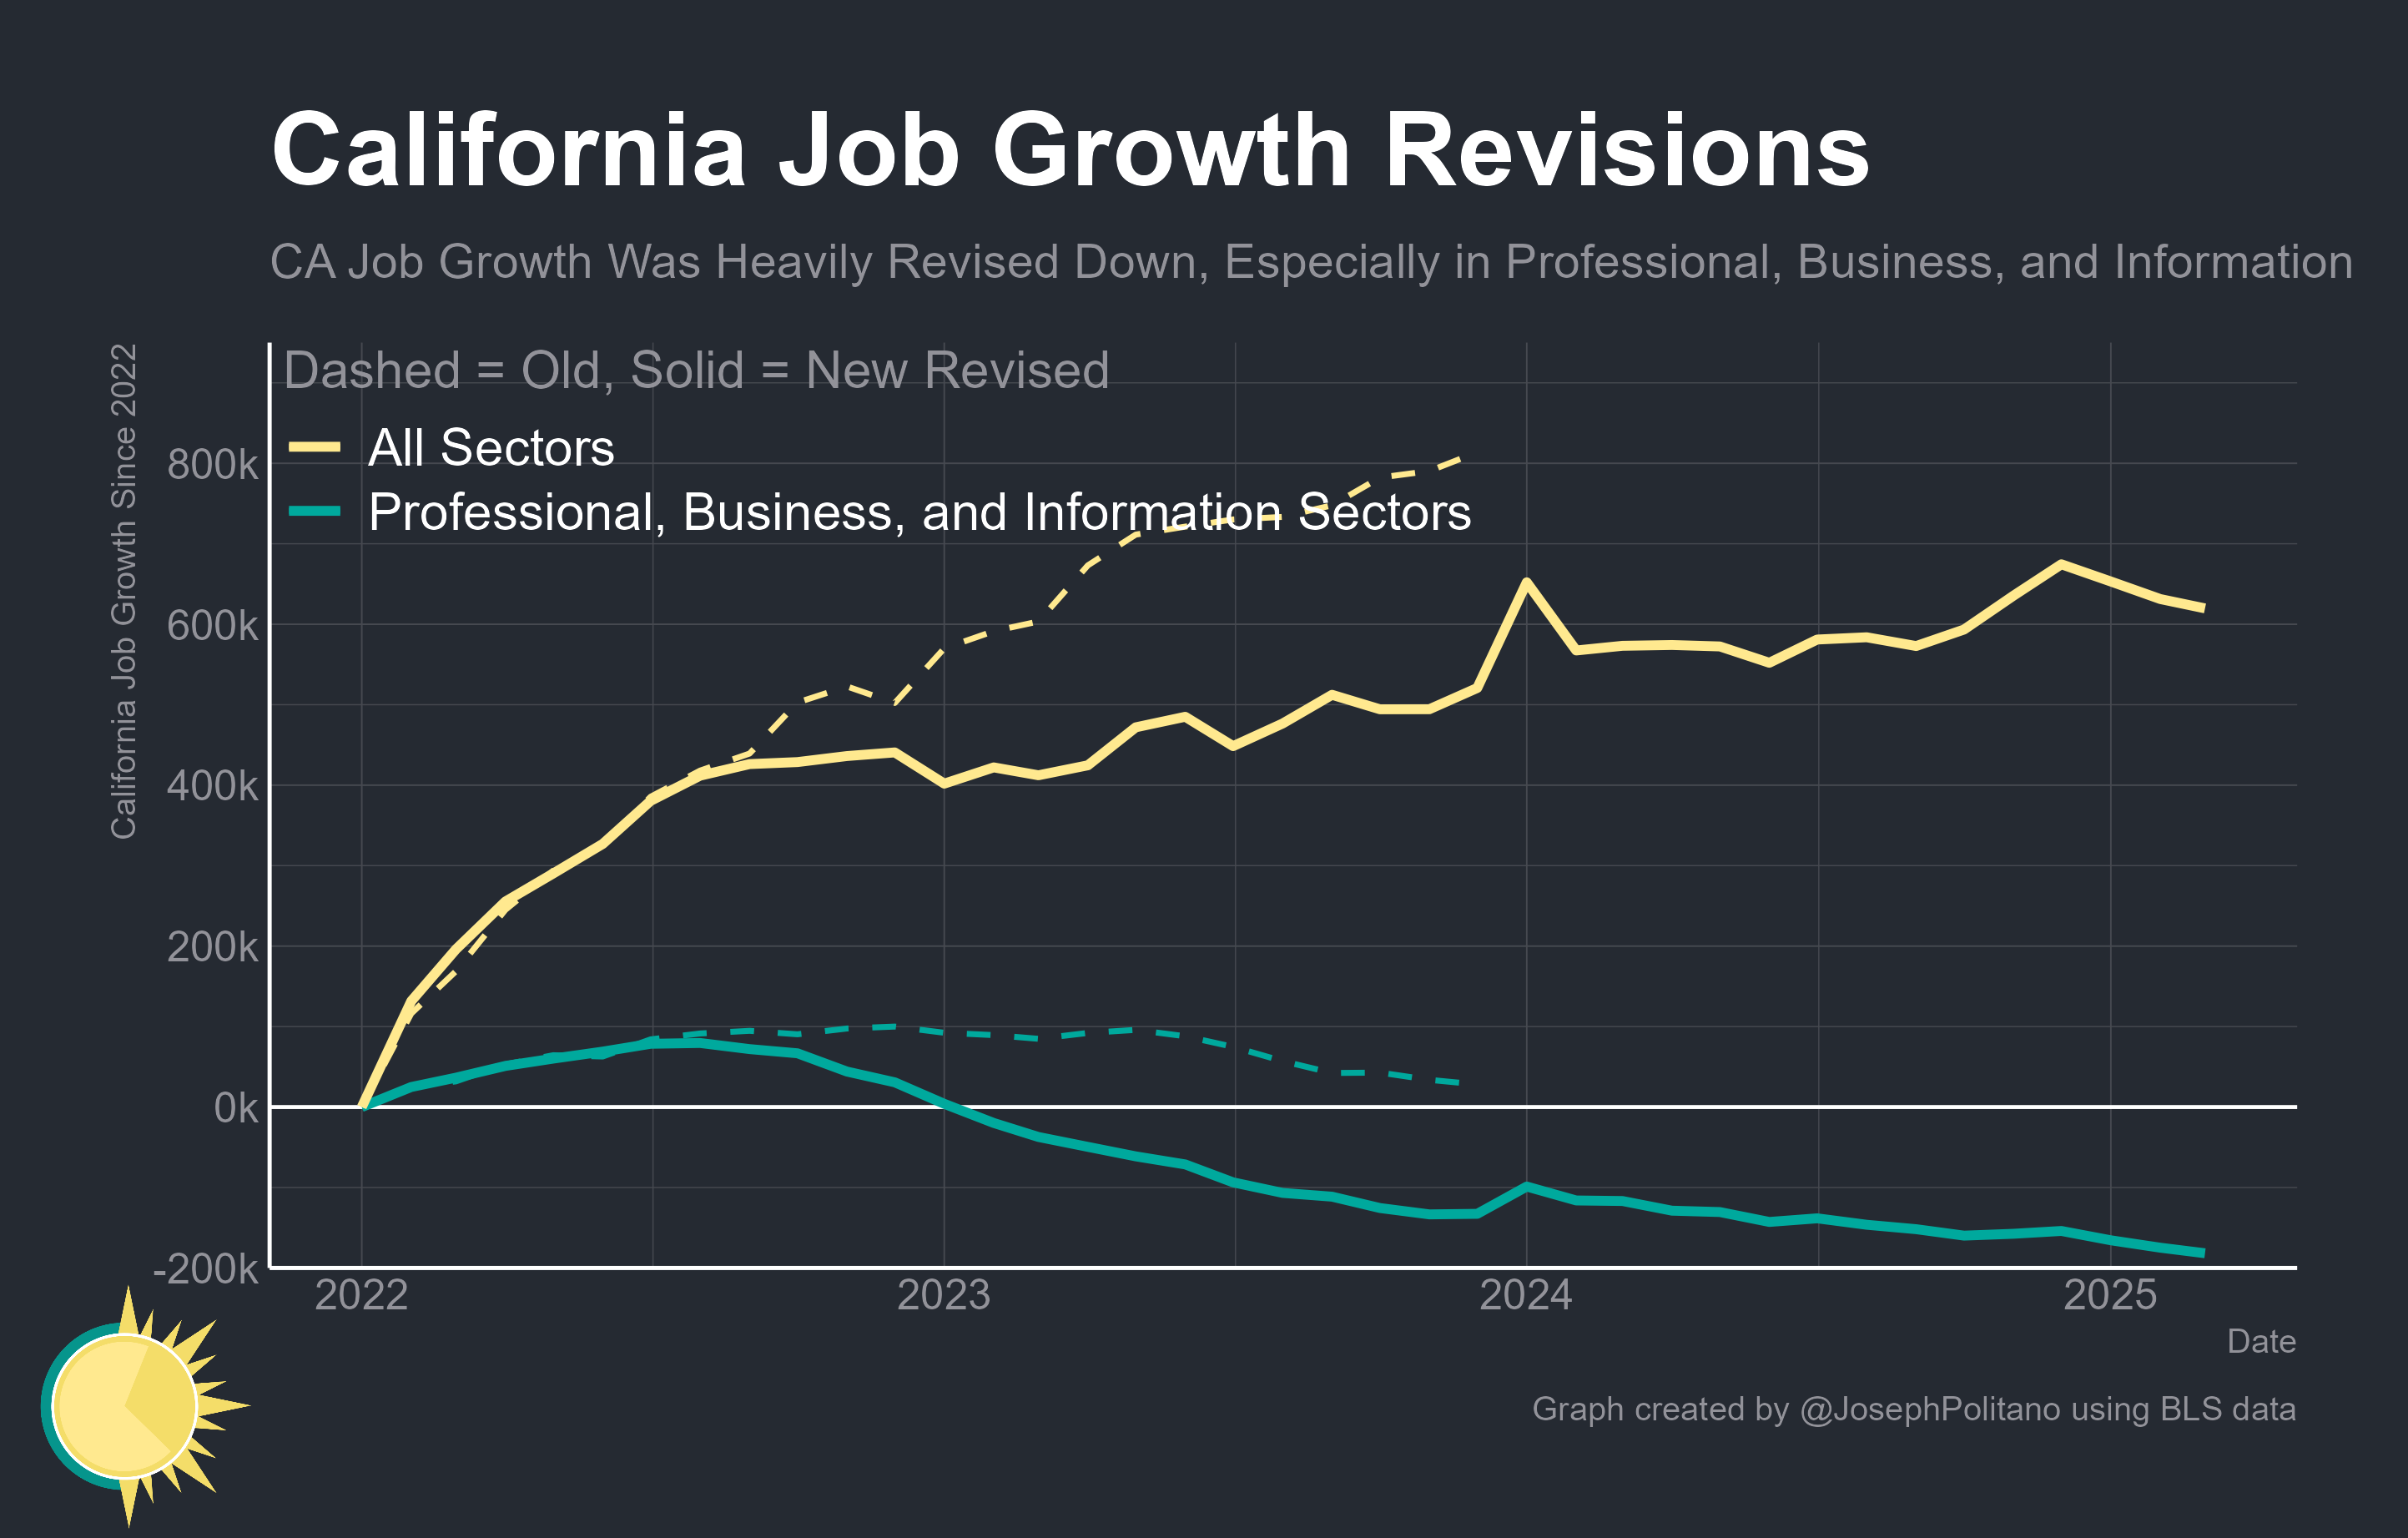 California Job Growth Revisions
CA Job Growth Was Heavily Revised Down, Especially in Professional, Business, and Information
California Job Growth Since 2022
Dashed = Old, Solid = New Revised
All Sectors
Professional, Business, and Information Sectors
800k
600k
400k
200k
0k
-200k
2022
2023
2024
2025
Date
Graph created by @JosephPolitano using BLS data